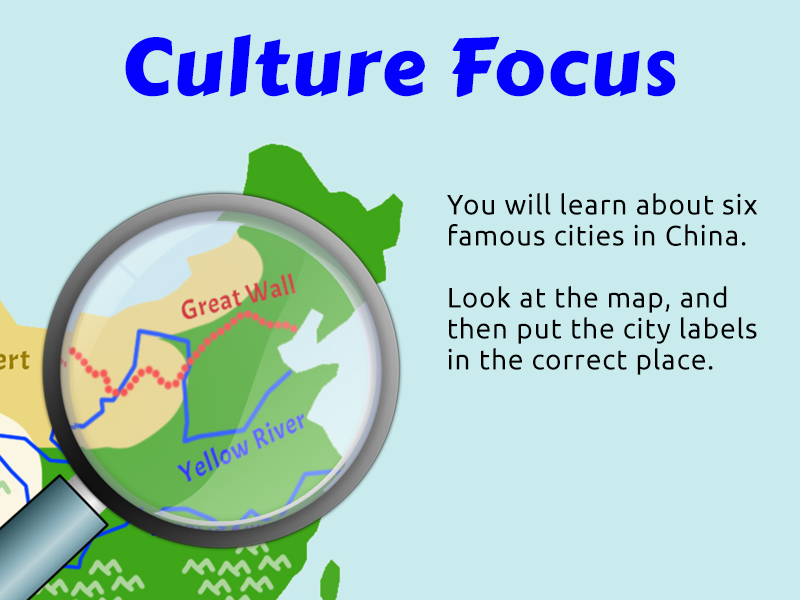 Culture Focus
You will learn about six
famous cities in China.
Look at the map, and
then put the city labels
in the correct place.
Great Wall
ert
Yellow River